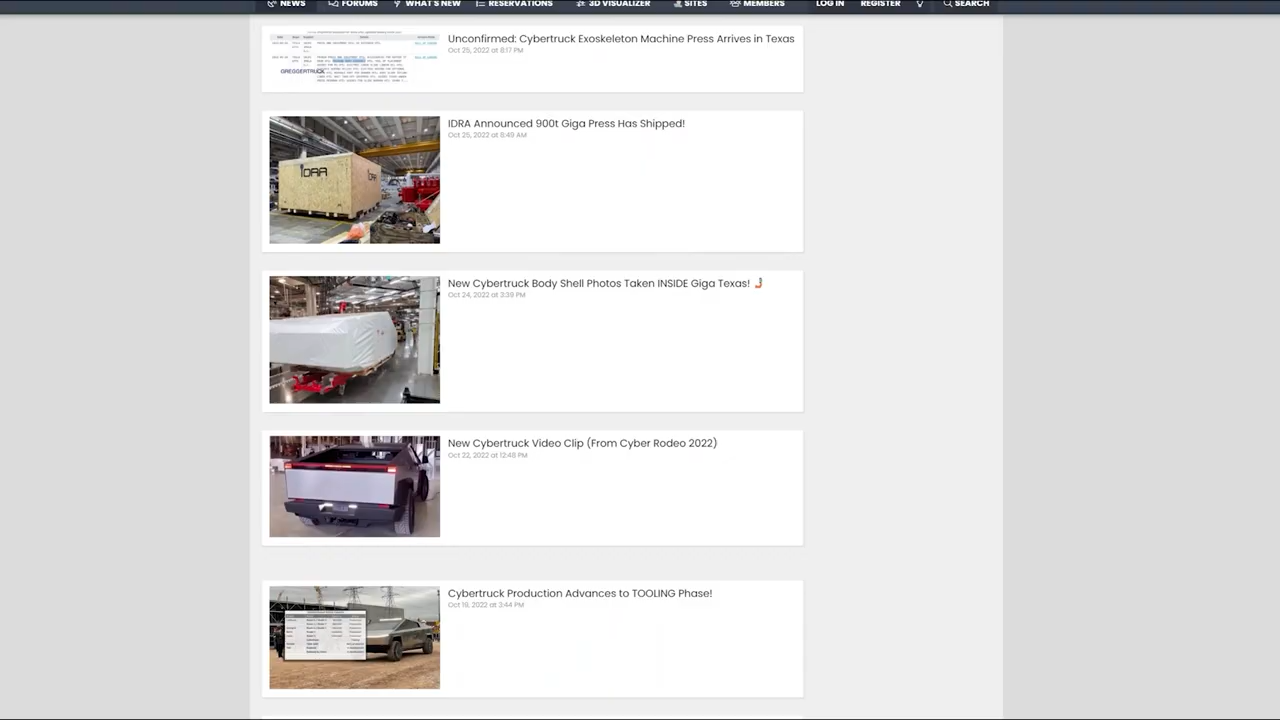 NEWS FORUMS WHAT'S NEW RESERVATIONS 3D VISUALIZER SITES MEMBERS LOG IN REGISTER SEARCH
Unconfirmed: Cybertruck Exoskeleton Machine Press Arrives in Texas
Oct 25, 2022 at 8:17 PM
GREGGERTRUCK
IDRA Announced 900t Giga Press Has Shipped!
Oct 25, 2022 at 8:49 AM
IDRA
New Cybertruck Body Shell Photos Taken INSIDE Giga Texas!
Oct 24, 2022 at 3:39 PM
New Cybertruck Video Clip (From Cyber Rodeo 2022)
Oct 22, 2022 at 12:48 PM
Cybertruck Production Advances to TOOLING Phase!
Oct 19, 2022 at 3:44 PM